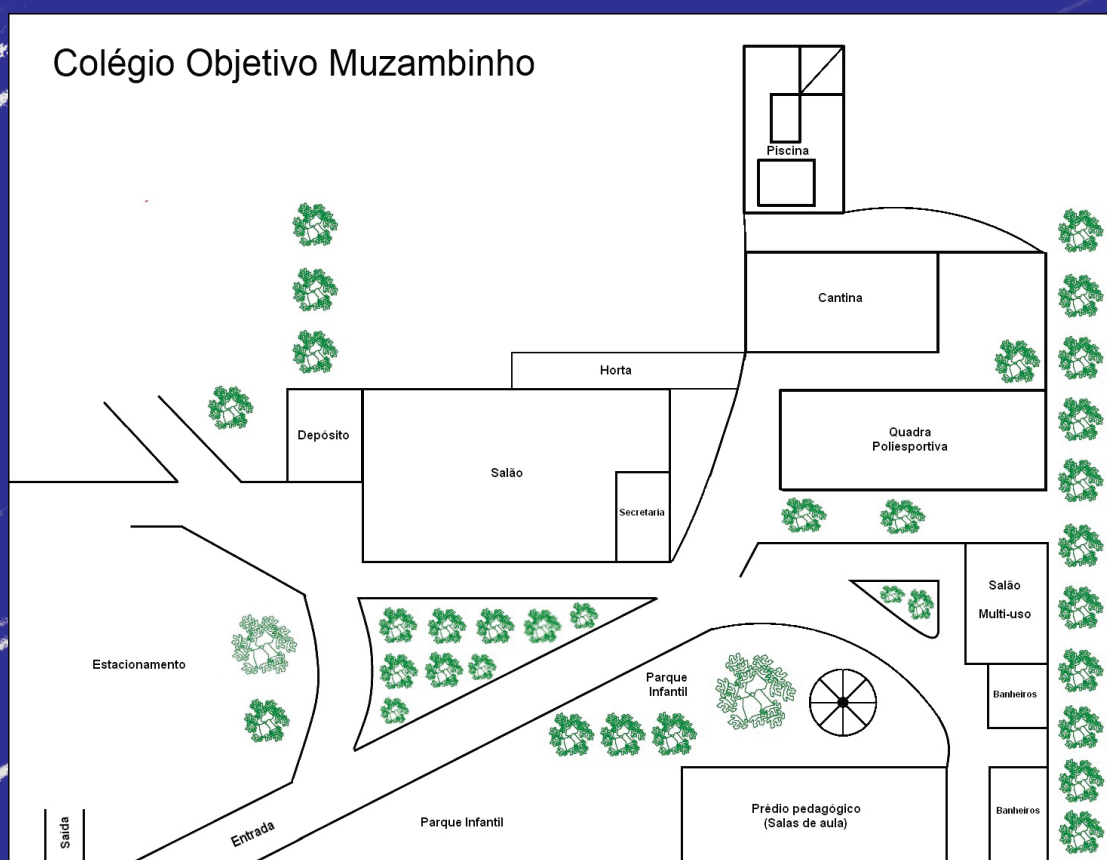 Colégio Objetivo Muzambinho
Piscina
Cantina
Horta
Depósito
Salão
Quadra
Poliesportiva
Secretaria
Salão
Multi-uso
Estacionamento
Parque
Infantil
Banheiros
Saída
Entrada
Parque Infantil
Prédio pedagógico
(Salas de aula)
Banheiros